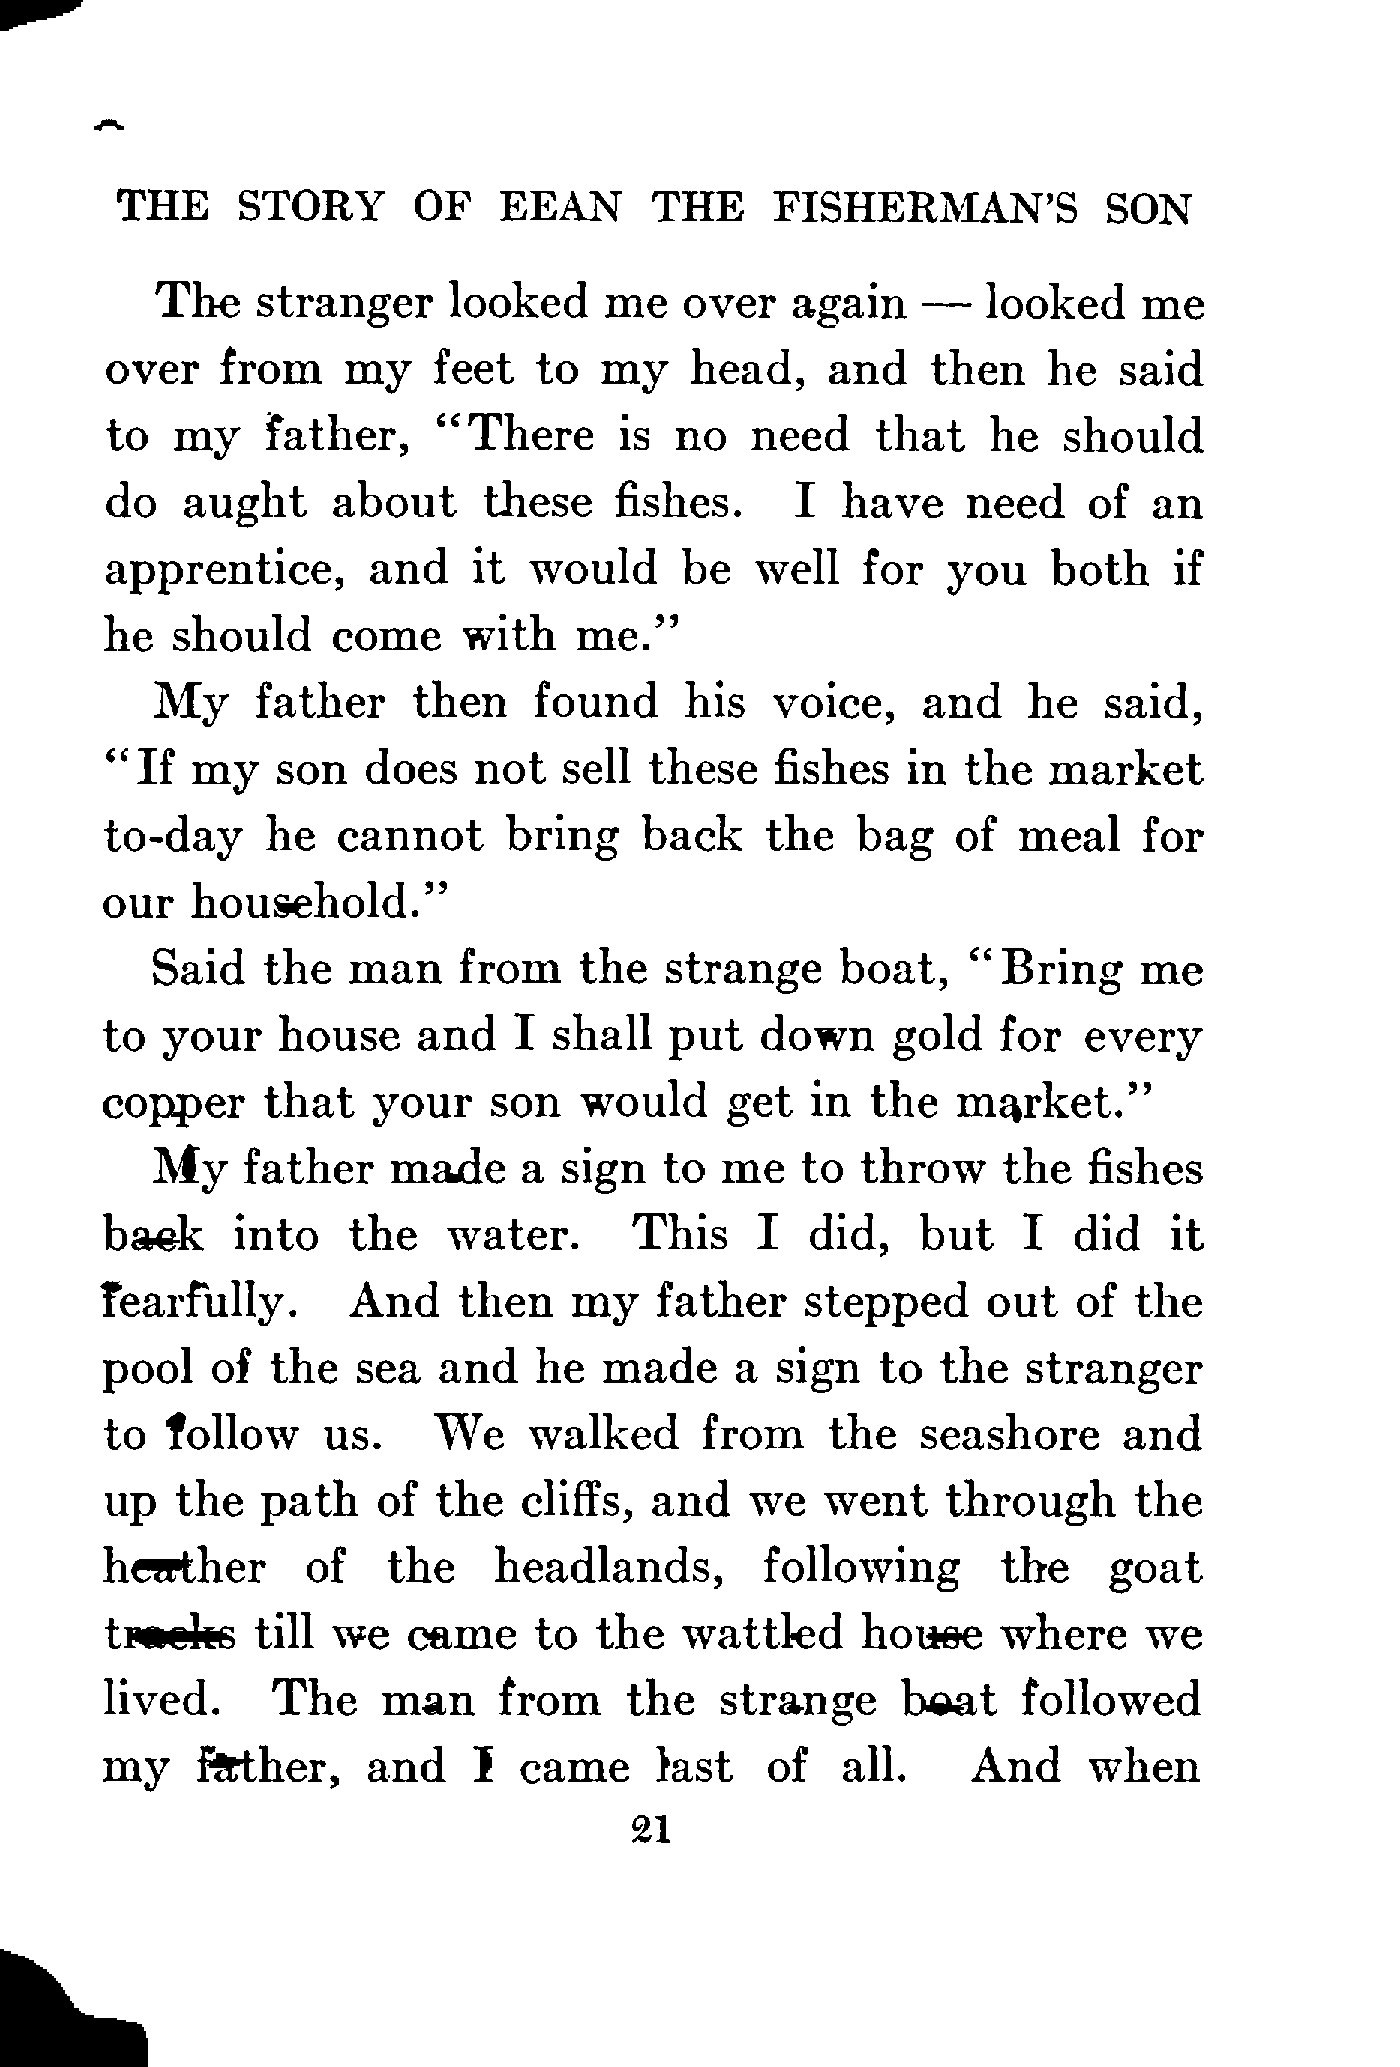 THE STORY OF EEAN THE FISHERMAN'S SON
The stranger looked me over again — looked me
over from my feet to my head, and then he said
to my father, “There is no need that he should
do aught about these fishes. I have need of an
apprentice, and it would be well for you both if
he should come with me.”
My father then found his voice, and he said,
“If my son does not sell these fishes in the market
to-day he cannot bring back the bag of meal for
our household.”
Said the man from the strange boat, “Bring me
to your house and I shall put down gold for every
copper that your son would get in the market.”
My father made a sign to me to throw the fishes
back into the water. This I did, but I did it
fearfully. And then my father stepped out of the
pool of the sea and he made a sign to the stranger
to follow us. We walked from the seashore and
up the path of the cliffs, and we went through the
heather of the headlands, following the goat
tracks till we came to the wattled house where we
lived. The man from the strange boat followed
my father, and I came last of all. And when
21